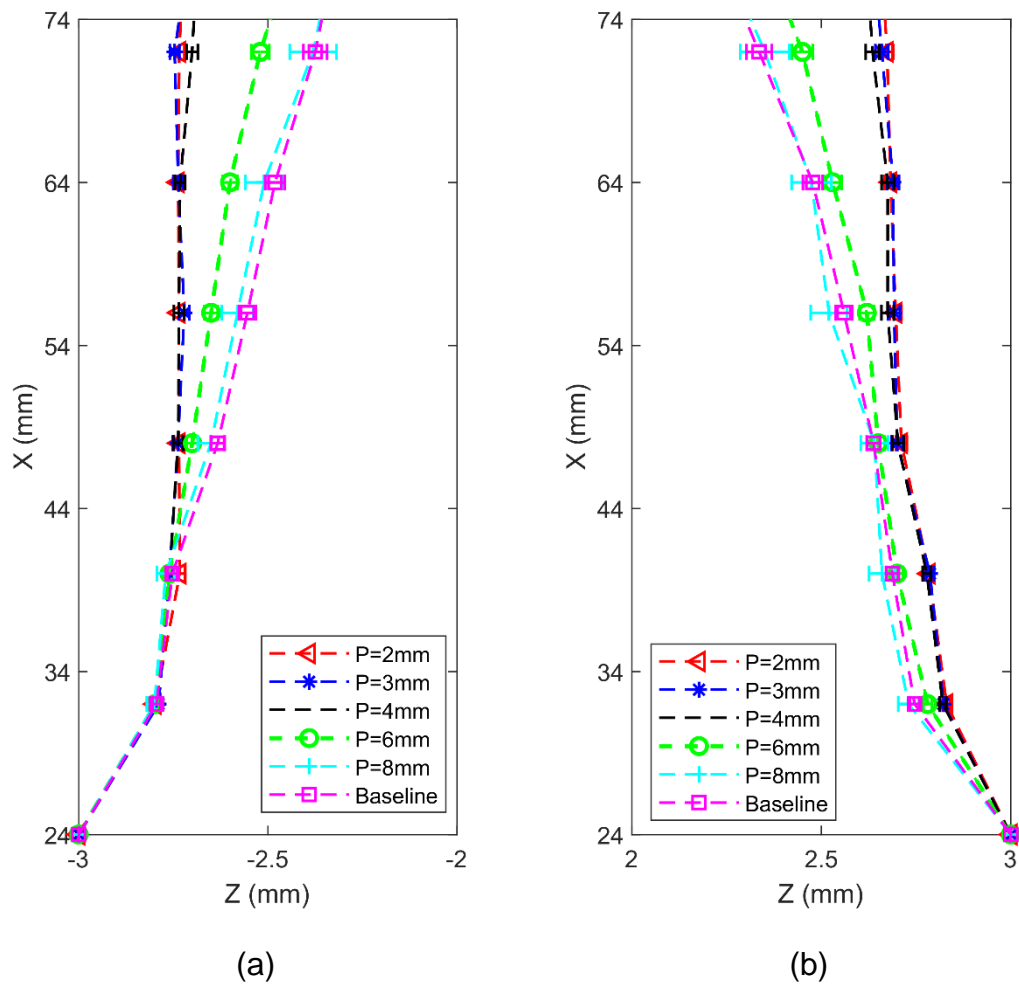 74
64
54
44
34
24
X (mm)
-3
-2.5
-2
Z (mm)
P=2mm
P=3mm
P=4mm
P=6mm
P=8mm
Baseline
(a)
74
64
54
44
34
24
X (mm)
2
2.5
3
Z (mm)
P=2mm
P=3mm
P=4mm
P=6mm
P=8mm
Baseline
(b)